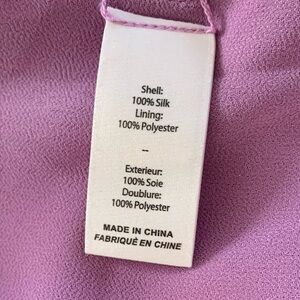 Shell:
100% Silk
Lining:
100% Polyester
--
Exterieur:
100% Soie
Doublure:
100% Polyester
MADE IN CHINA
FABRIQUÉ EN CHINE